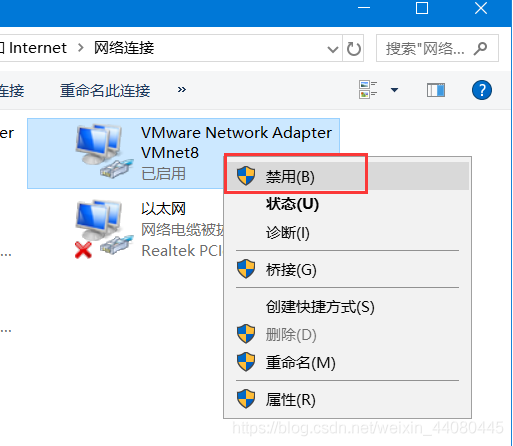 Internet > 网络连接
搜索"网络...
连接
重命名此连接
»
?
VMware Network Adapter
VMnet8
已启用
以太网
网络电缆被拔
Realtek PCI
禁用(B)
状态(U)
诊断(I)
桥接(G)
创建快捷方式(S)
删除(D)
重命名(M)
属性(R)
https://blog.csdn.net/weixin_44080445